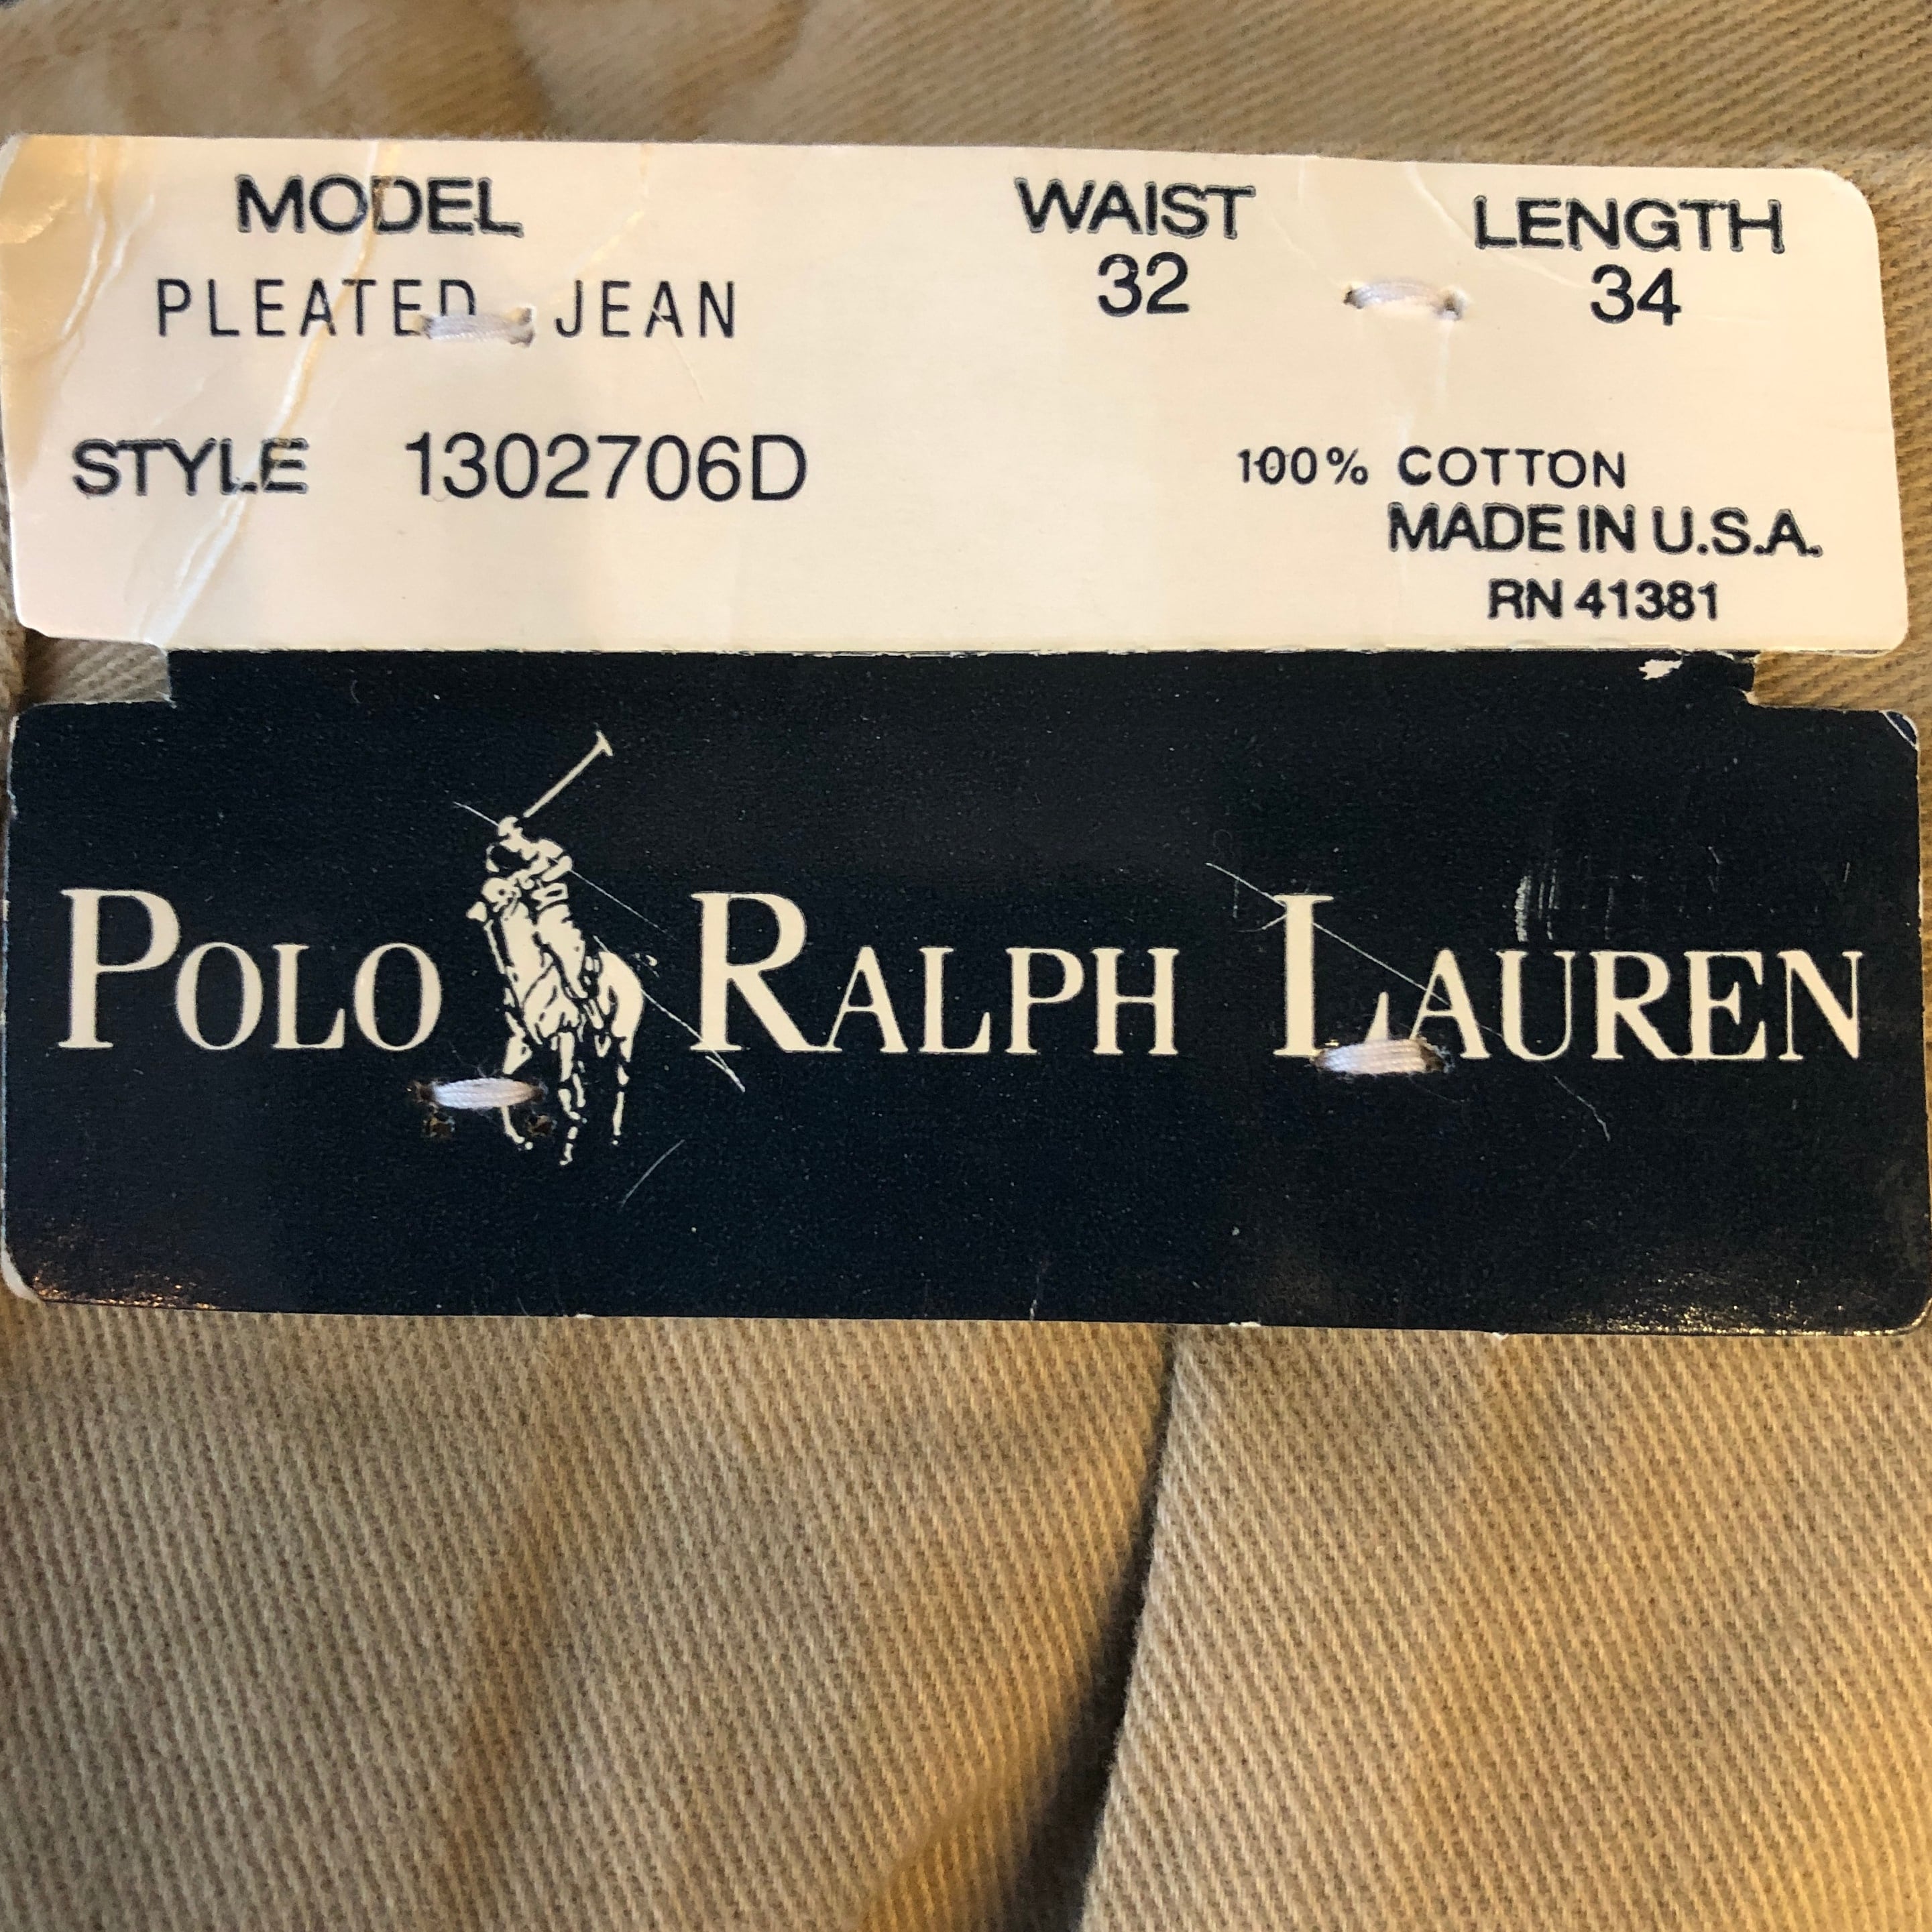 MODEL WAIST LENGTH
PLEATED JEAN 32 34
STYLE 1302706D 100% COTTON
MADE IN U.S.A.
RN 41381
POLO RALPH LAUREN